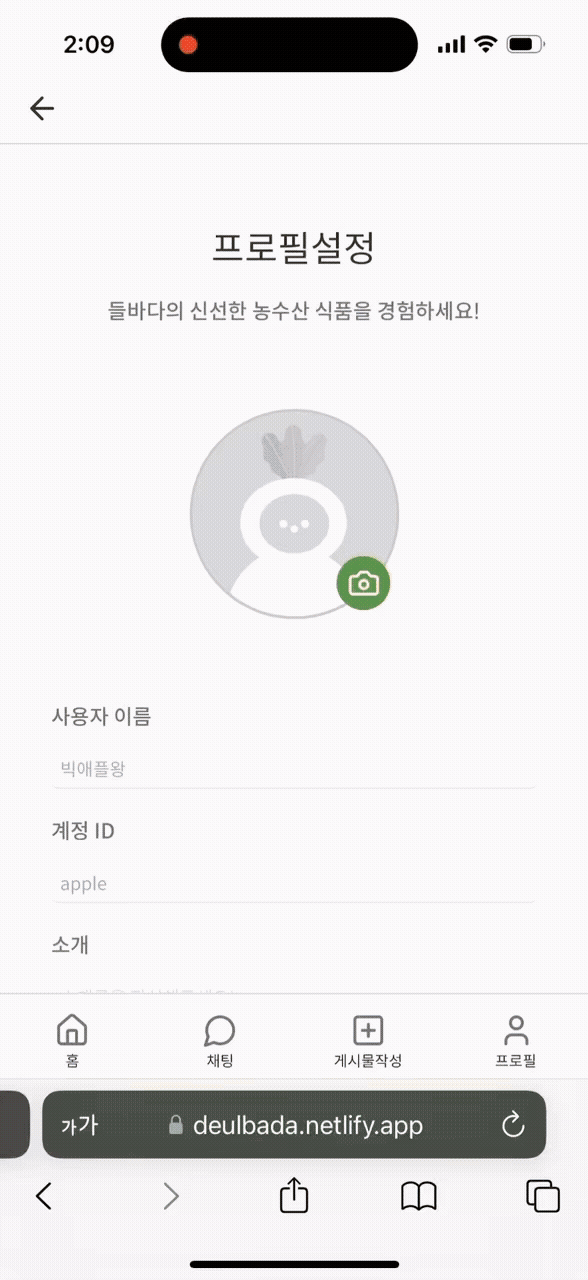 2:09
프로필설정
들바다의 신선한 농수산 식품을 경험하세요!
사용자 이름
빅애플왕
계정 ID
apple
소개
홈
채팅
게시물작성
프로필
가가
deulbada.netlify.app